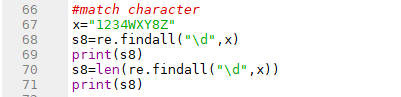 66 #match character
67 x="1234WXY8Z"
68 s8=re.findall("\d",x)
69 print(s8)
70 s8=len(re.findall("\d",x))
71 print(s8)